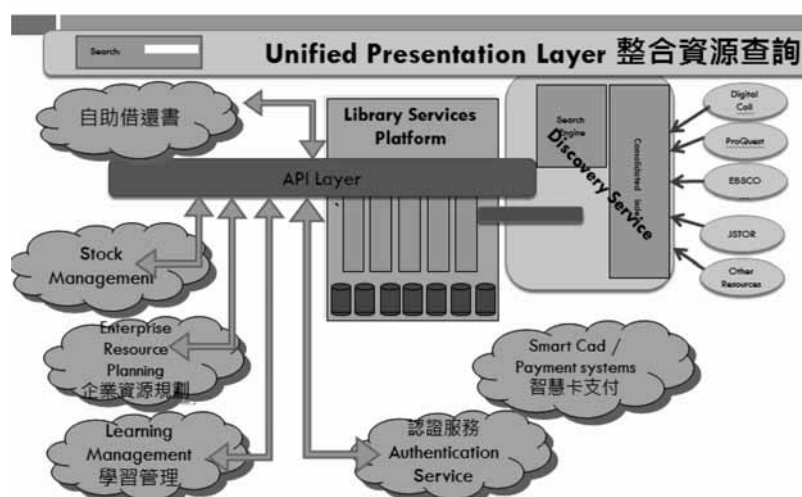 Search:
Unified Presentation Layer 整合資源查詢
自助借還書
Library Services
Platform
Search
Engine
Discovery Service
Consolidated Index
Digital
Coll
ProQuest
EBSCO
...
JSTOR
Other
Resources
API Layer
Stock
Management
Enterprise
Resource
Planning
企業資源規劃
Learning
Management
學習管理
認證服務
Authentication
Service
Smart Cad /
Payment systems
智慧卡支付